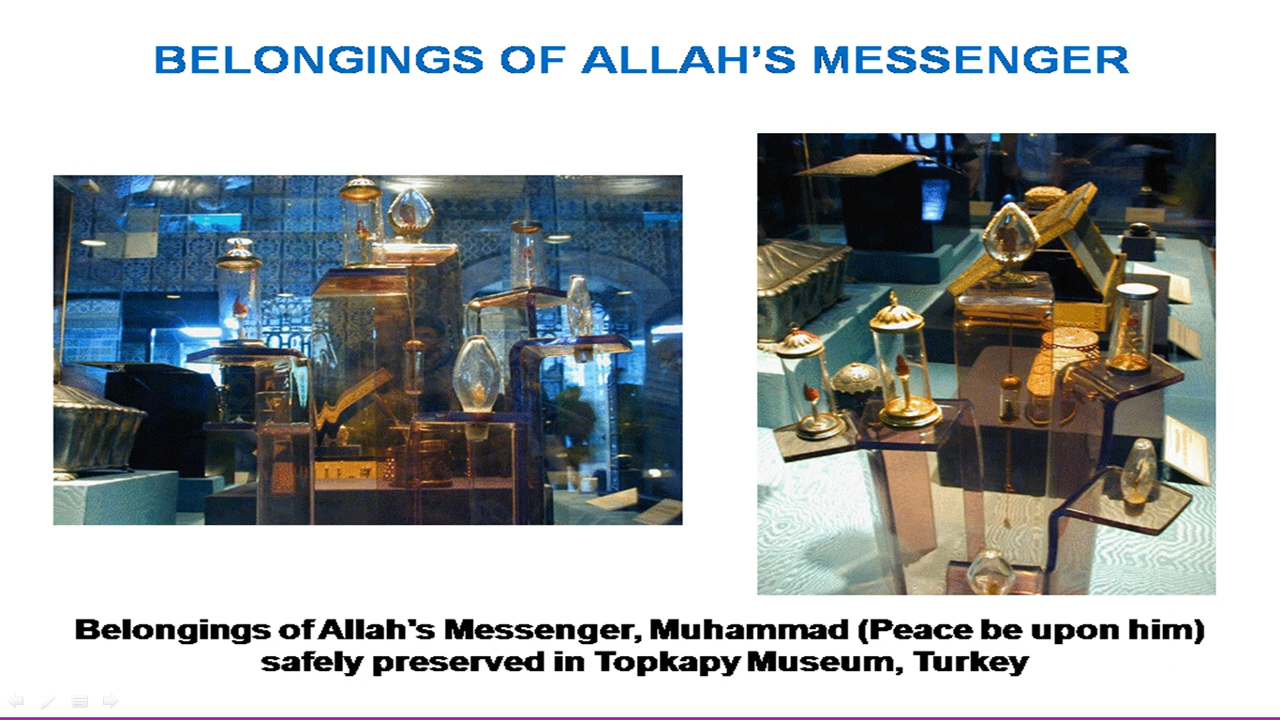 BELONGINGS OF ALLAH’S MESSENGER
Belongings of Allah's Messenger, Muhammad (Peace be upon him)
safely preserved in Topkapy Museum, Turkey